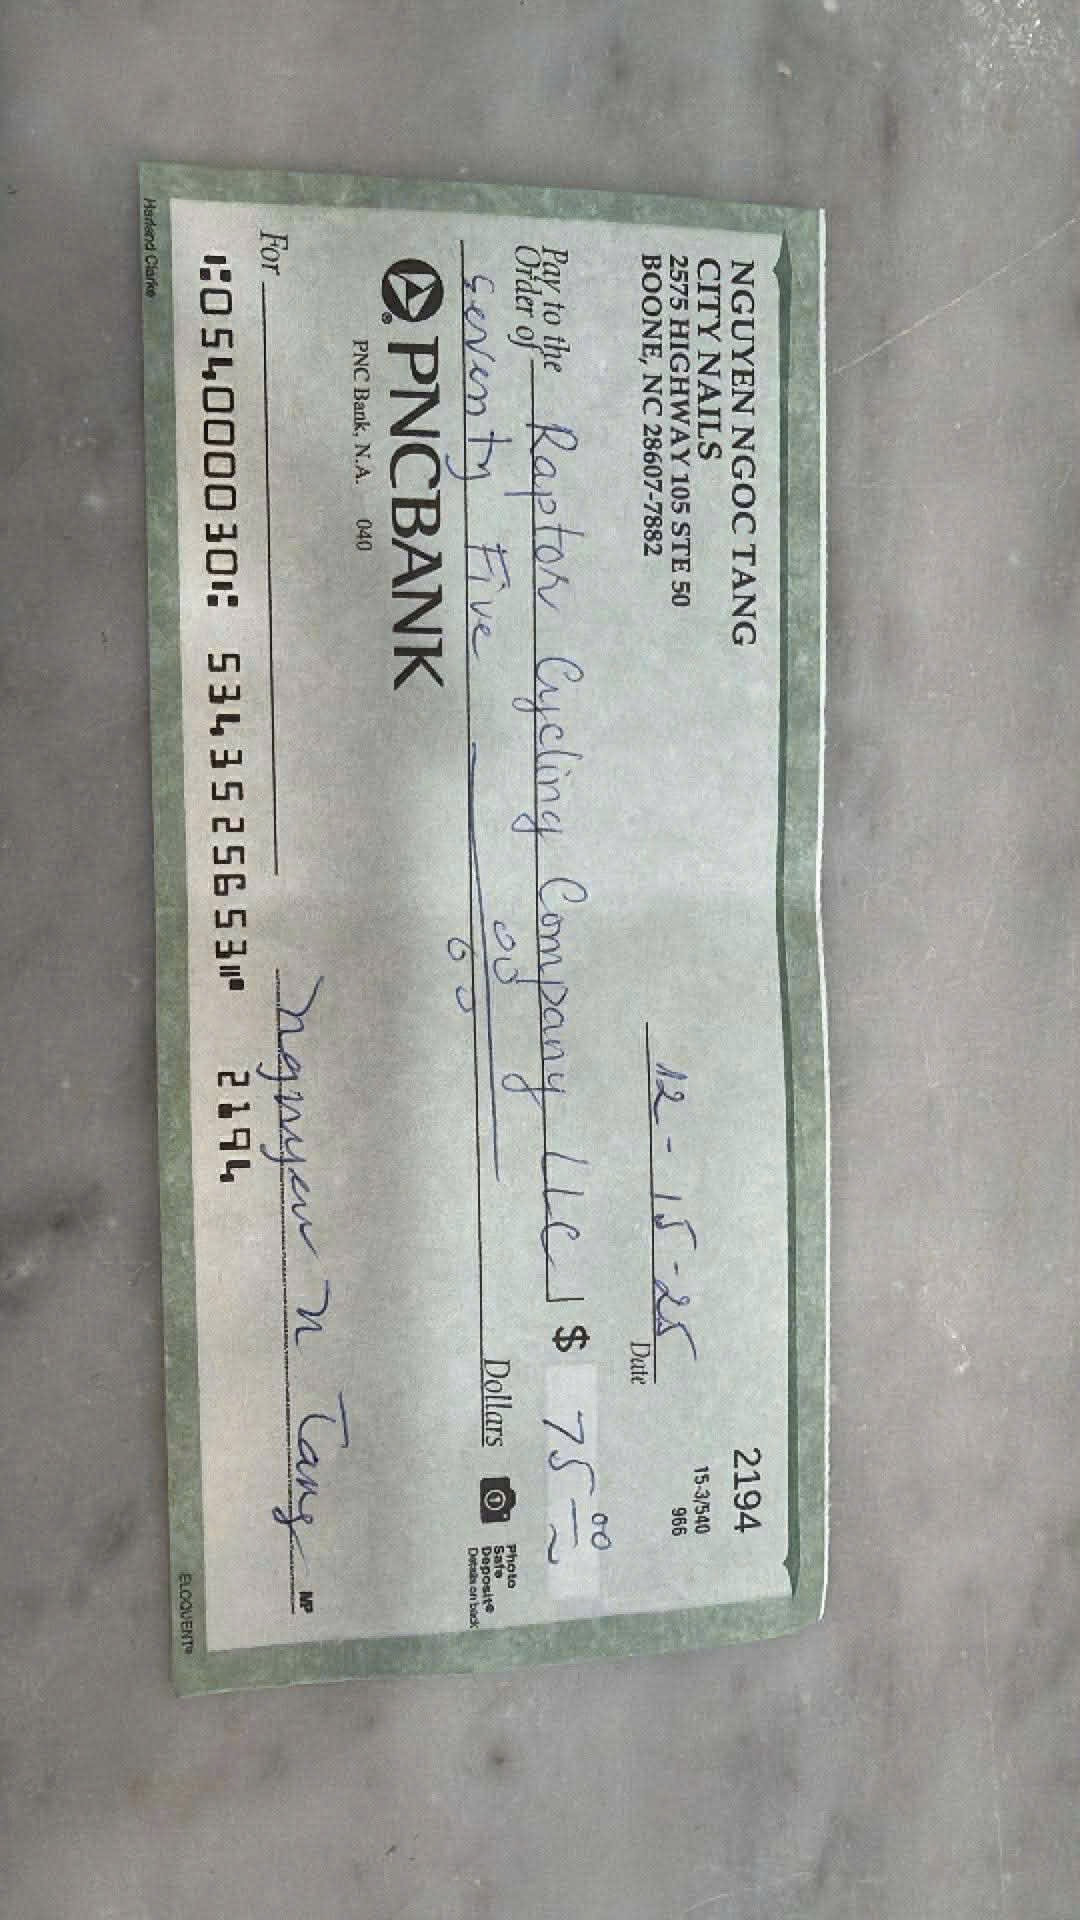 NGUYEN NGOC TANG
CITY NAILS
2575 HIGHWAY 105 STE 50
BOONE, NC 28607-7882
2194
15-3/540
966
12-15-25
Date
Pay to the
Order of Raptor Cycling Company LLC $ 75 00
Seventy Five 00 Dollars
Photo
Safe
Deposit®
Details on back
PNCBANK
PNC Bank, N.A. 040
For
Nguyen N Tang MP
⑆054000030⑆ 5343525653⑈ 2194
Harland Clarke
ELOQUENT®